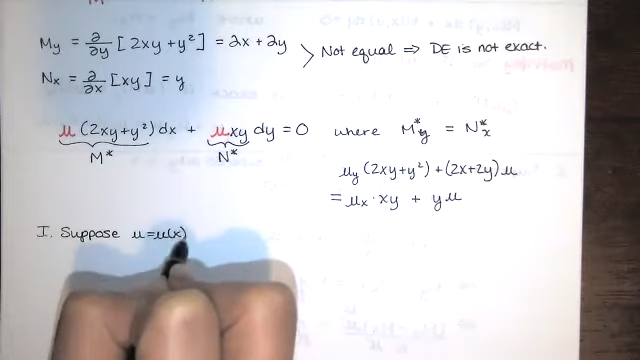 My = ∂/∂y [2xy+y²] = 2x+2y
Nx = ∂/∂x [xy] = y
Not equal ⇒ DE is not exact.
μ(2xy+y²)dx + μxy dy = 0 where M*y = N*x
M* N*
μy(2xy+y²)+(2x+2y)μ
= μx·xy + yμ
I. Suppose μ=μ(x)